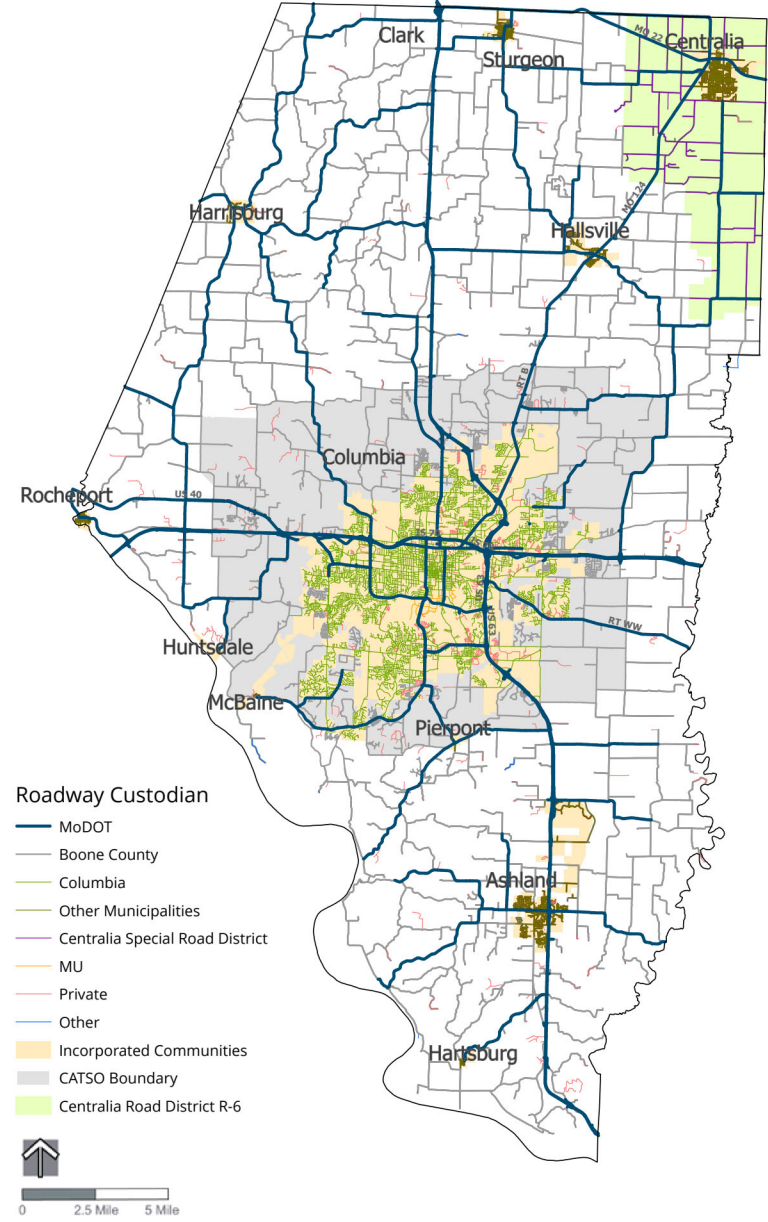 Clark
MO 22
Centralia
Sturgeon
MO 124
Harrisburg
Hallsville
RT B
Columbia
Rocheport
US 40
US 63
RT WW
Huntsdale
McBaine
Pierpont
Roadway Custodian
MoDOT
Boone County
Columbia
Other Municipalities
Ashland
Centralia Special Road District
MU
Private
Other
Incorporated Communities
Hartsburg
CATSO Boundary
Centralia Road District R-6
0 2.5 Mile 5 Mile